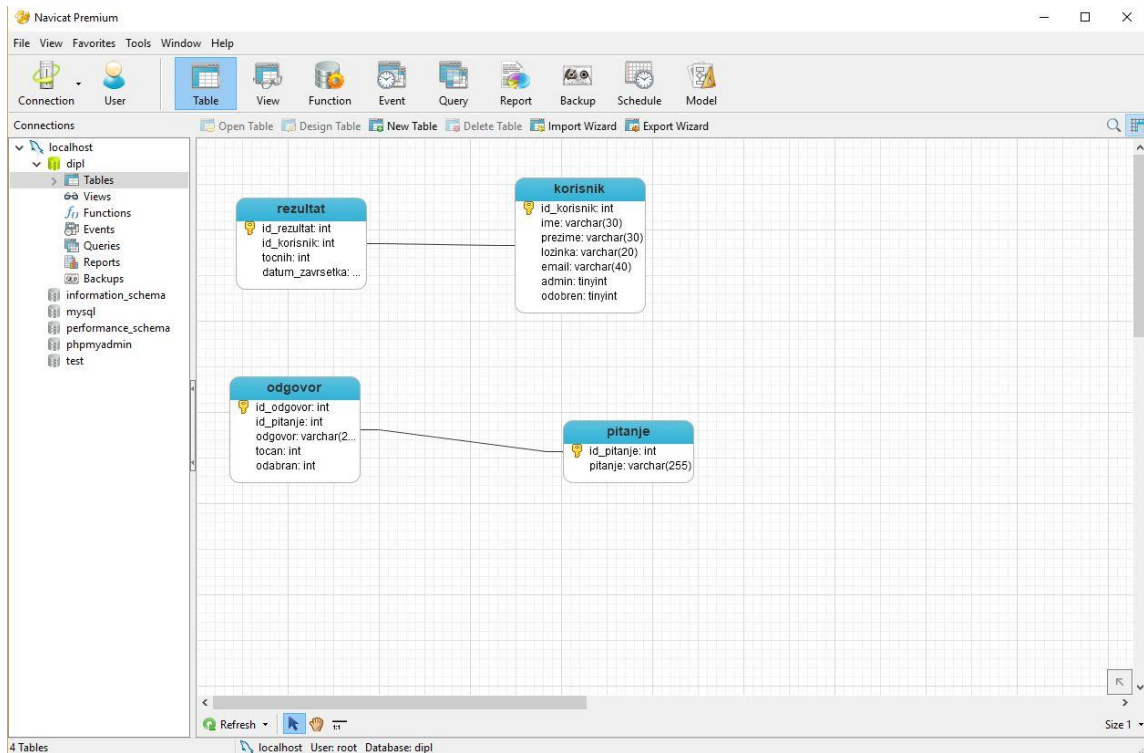 Navicat Premium
File View Favorites Tools Window Help
Connection User Table View Function Event Query Report Backup Schedule Model
Connections
Open Table Design Table New Table Delete Table Import Wizard Export Wizard
localhost
dipl
Tables
Views
Functions
Events
Queries
Reports
Backups
information_schema
mysql
performance_schema
phpmyadmin
test
rezultat
id_rezultat: int
id_korisnik: int
tocnih: int
datum_zavrsetka: ...
korisnik
id_korisnik: int
ime: varchar(30)
prezime: varchar(30)
lozinka: varchar(20)
email: varchar(40)
admin: tinyint
odobren: tinyint
odgovor
id_odgovor: int
id_pitanje: int
odgovor: varchar(2...
tocan: int
odabran: int
pitanje
id_pitanje: int
pitanje: varchar(255)
Refresh 1:1 Size 1
4 Tables localhost User: root Database: dipl